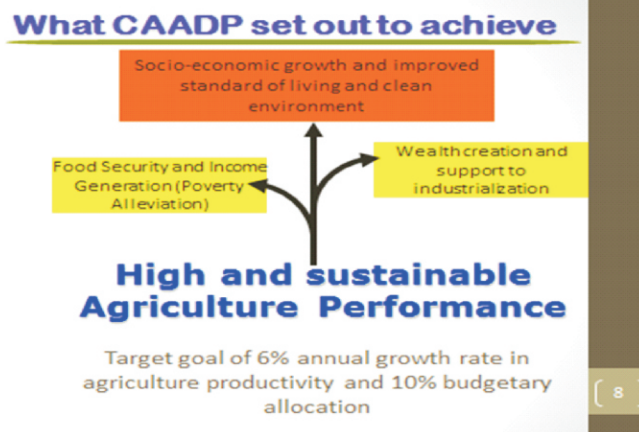 What CAADP set out to achieve
Socio-economic growth and improved
standard of living and clean
environment
Food Security and Income
Generation (Poverty
Alleviation)
Wealth creation and
support to
industrialization
High and sustainable
Agriculture Performance
Target goal of 6% annual growth rate in
agriculture productivity and 10% budgetary
allocation
8